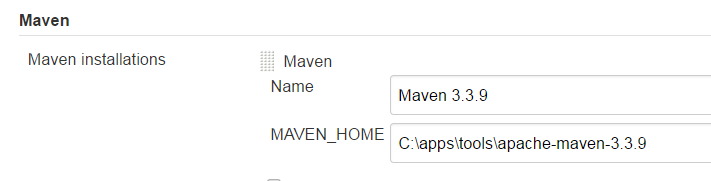 Maven
Maven installations
Maven
Name
Maven 3.3.9
MAVEN_HOME
C:\apps\tools\apache-maven-3.3.9